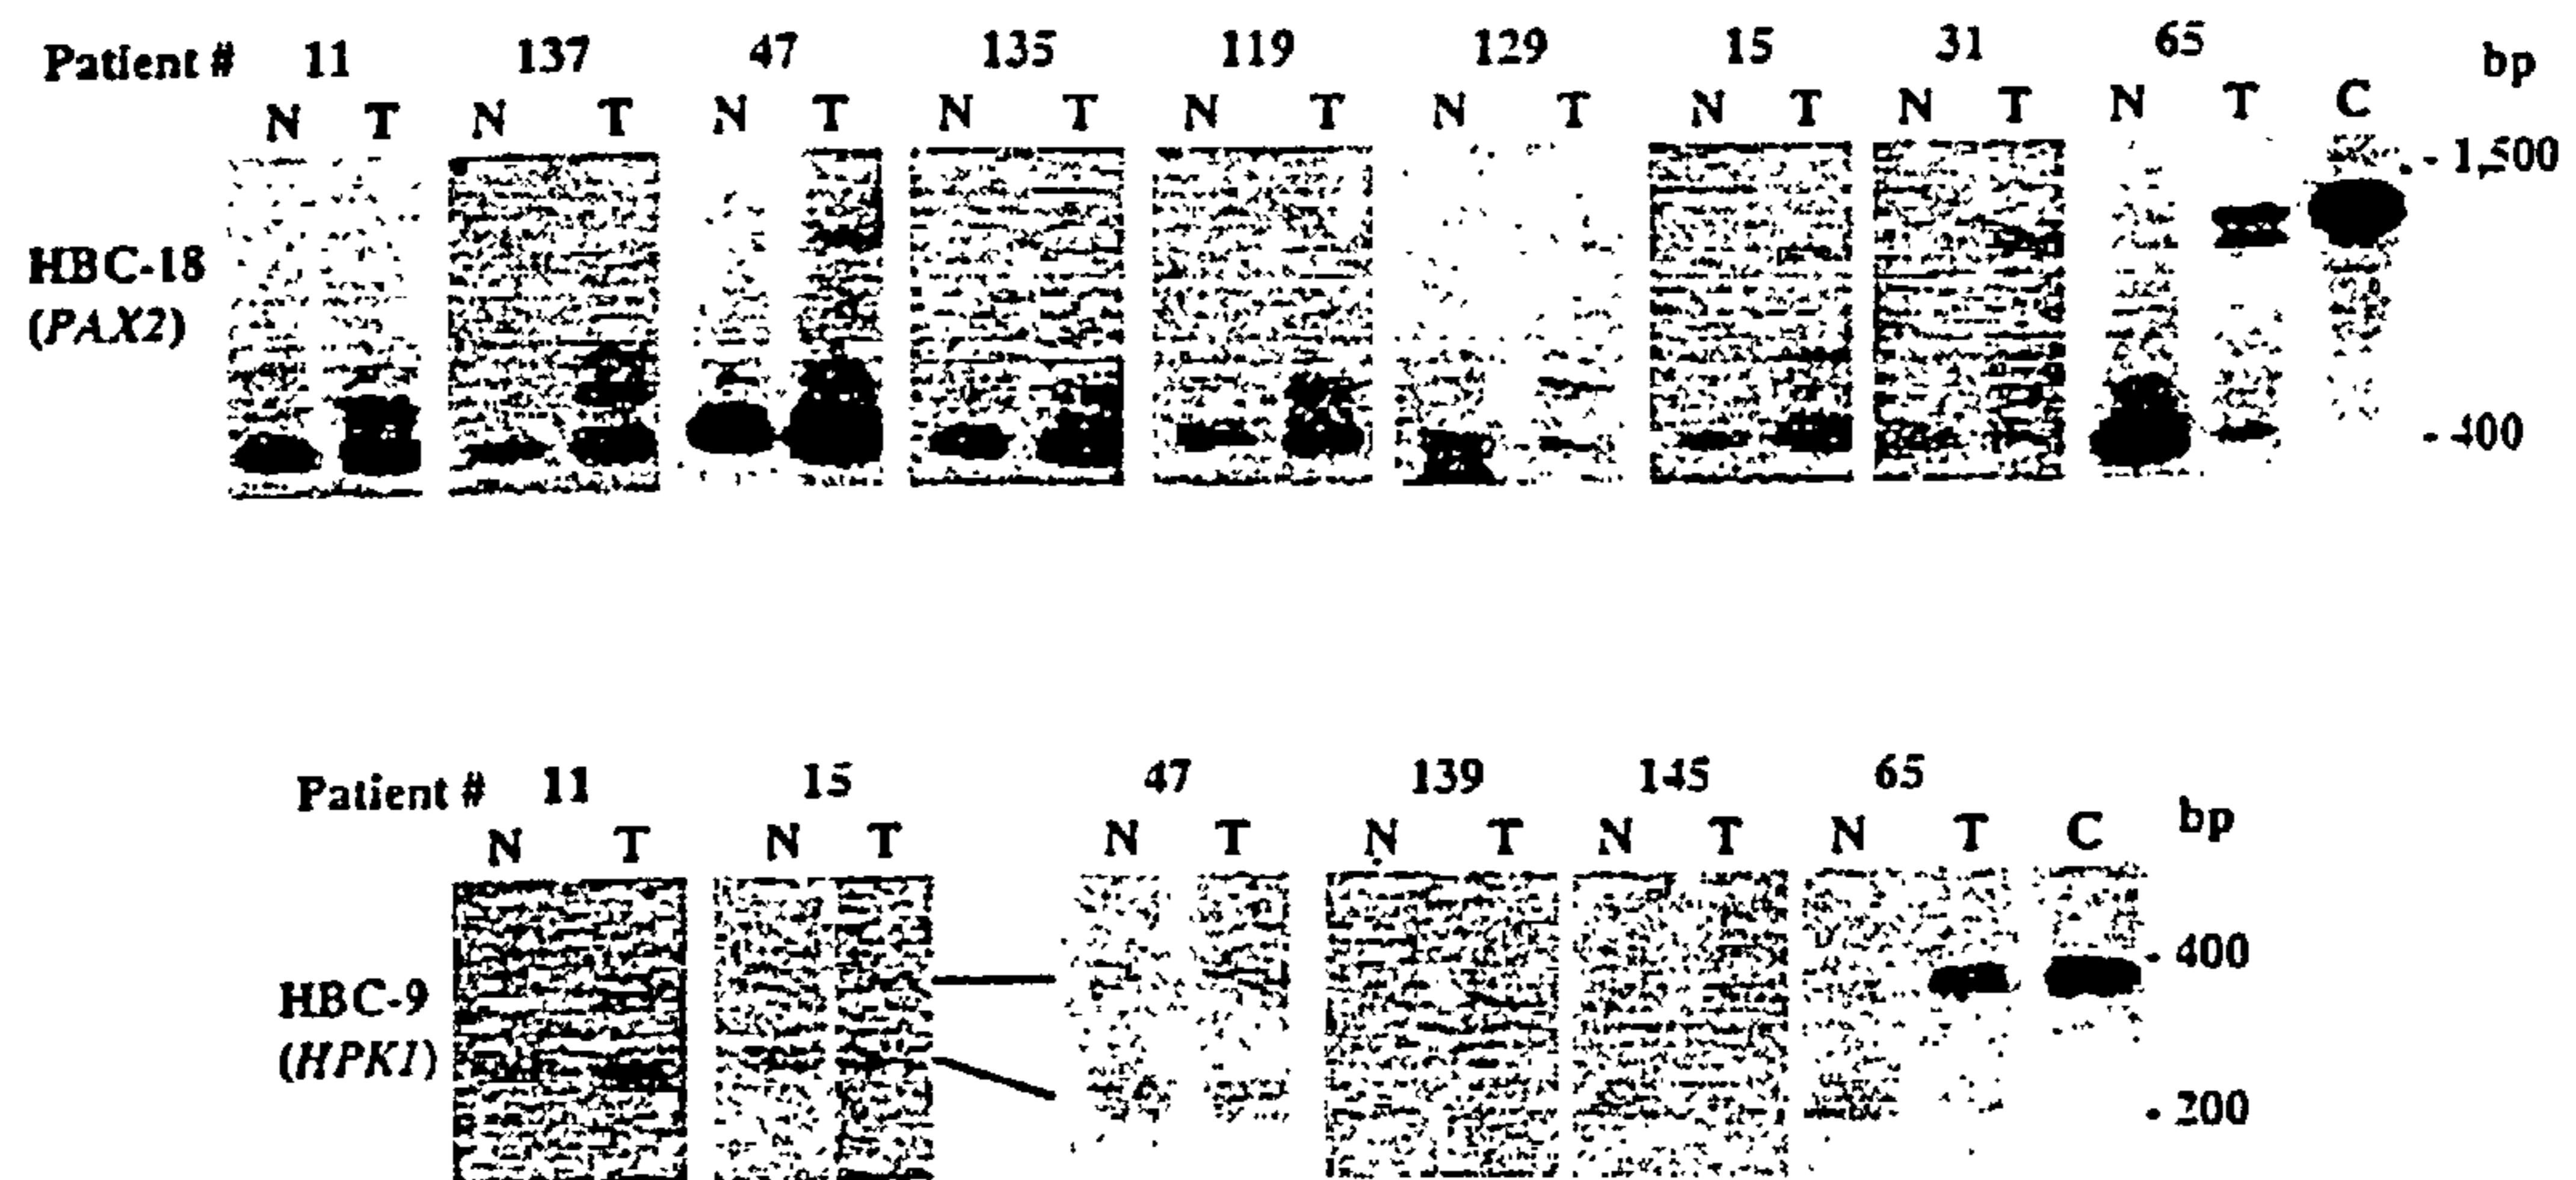 Patient # 11 137 47 135 119 129 15 31 65 bp
N T N T N T N T N T N T N T N T N T C
- 1,500
HBC-18
(PAX2)
- 400
Patient # 11 15 47 139 145 65 bp
N T N T N T N T N T N T C
- 400
HBC-9
(HPK1)
- 200